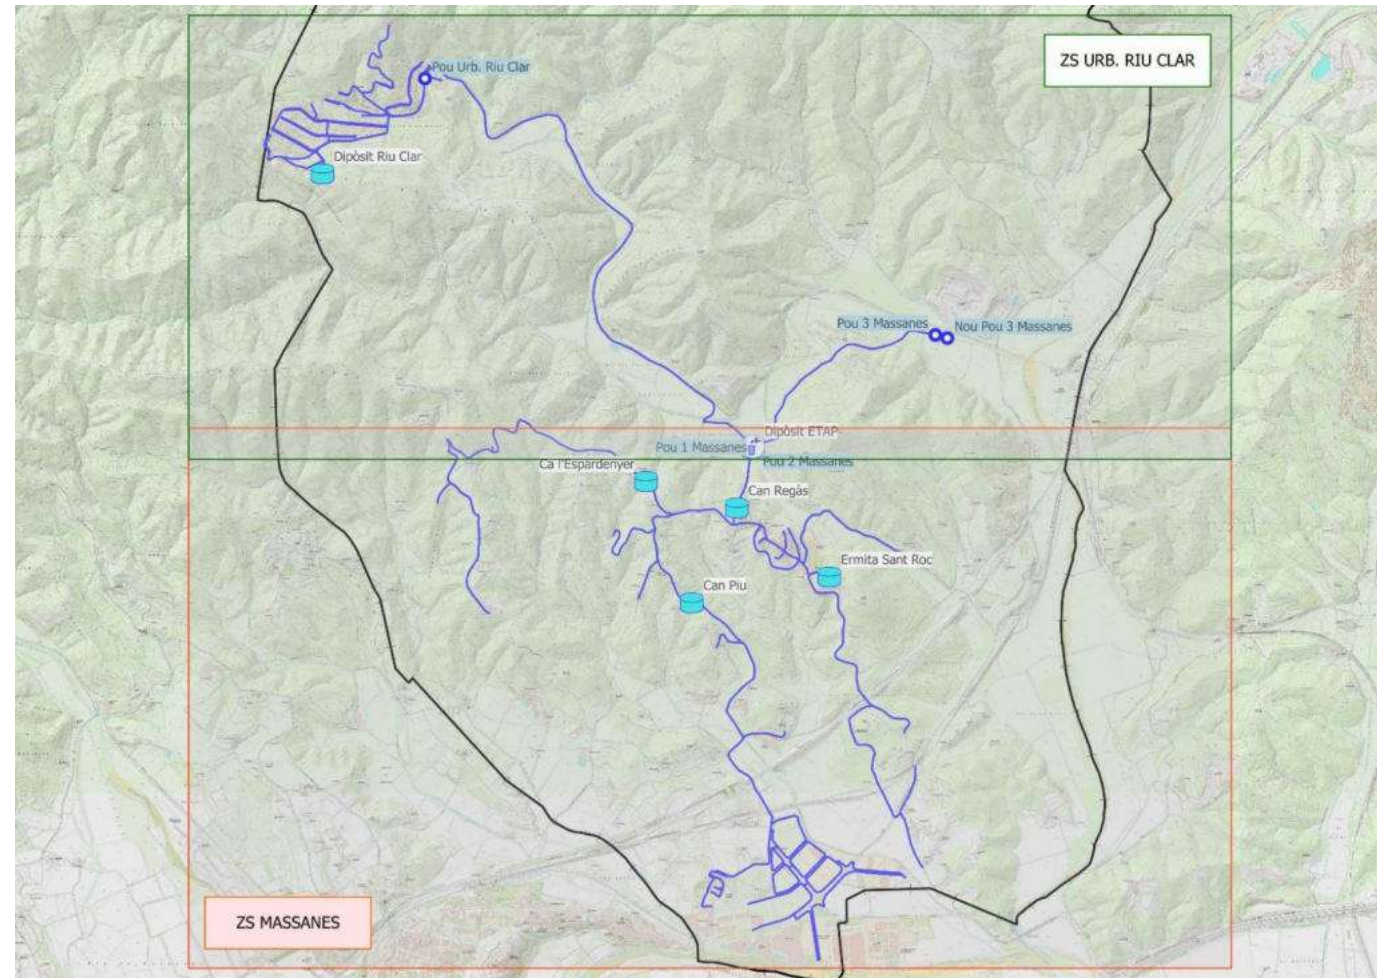 ZS URB. RIU CLAR
Pou Urb. Riu Clar
Dipòsit Riu Clar
Pou 3 Massanes
Nou Pou 3 Massanes
Dipòsit ETAP
Pou 1 Massanes
Pou 2 Massanes
Ca l'Espardenyer
Can Regàs
Ermita Sant Roc
Can Piu
ZS MASSANES